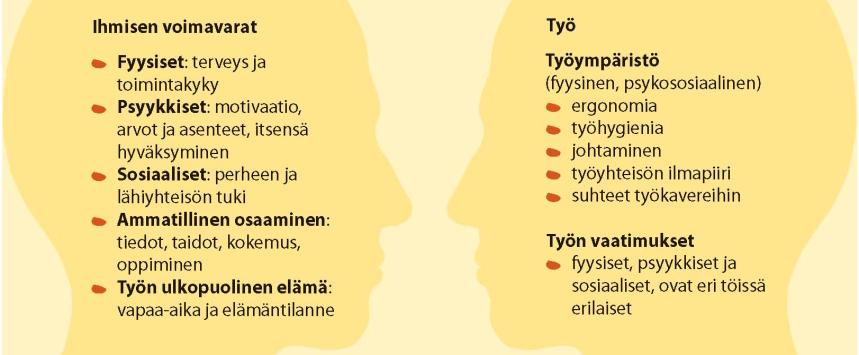 Ihmisen voimavarat
Fyysiset: terveys ja
toimintakyky
Psyykkiset: motivaatio,
arvot ja asenteet, itsensä
hyväksyminen
Sosiaaliset: perheen ja
lähiyhteisön tuki
Ammatillinen osaaminen:
tiedot, taidot, kokemus,
oppiminen
Työn ulkopuolinen elämä:
vapaa-aika ja elämäntilanne
Työ
Työympäristö
(fyysinen, psykososiaalinen)
ergonomia
työhygienia
johtaminen
työyhteisön ilmapiiri
suhteet työkavereihin
Työn vaatimukset
fyysiset, psyykkiset ja
sosiaaliset, ovat eri töissä
erilaiset